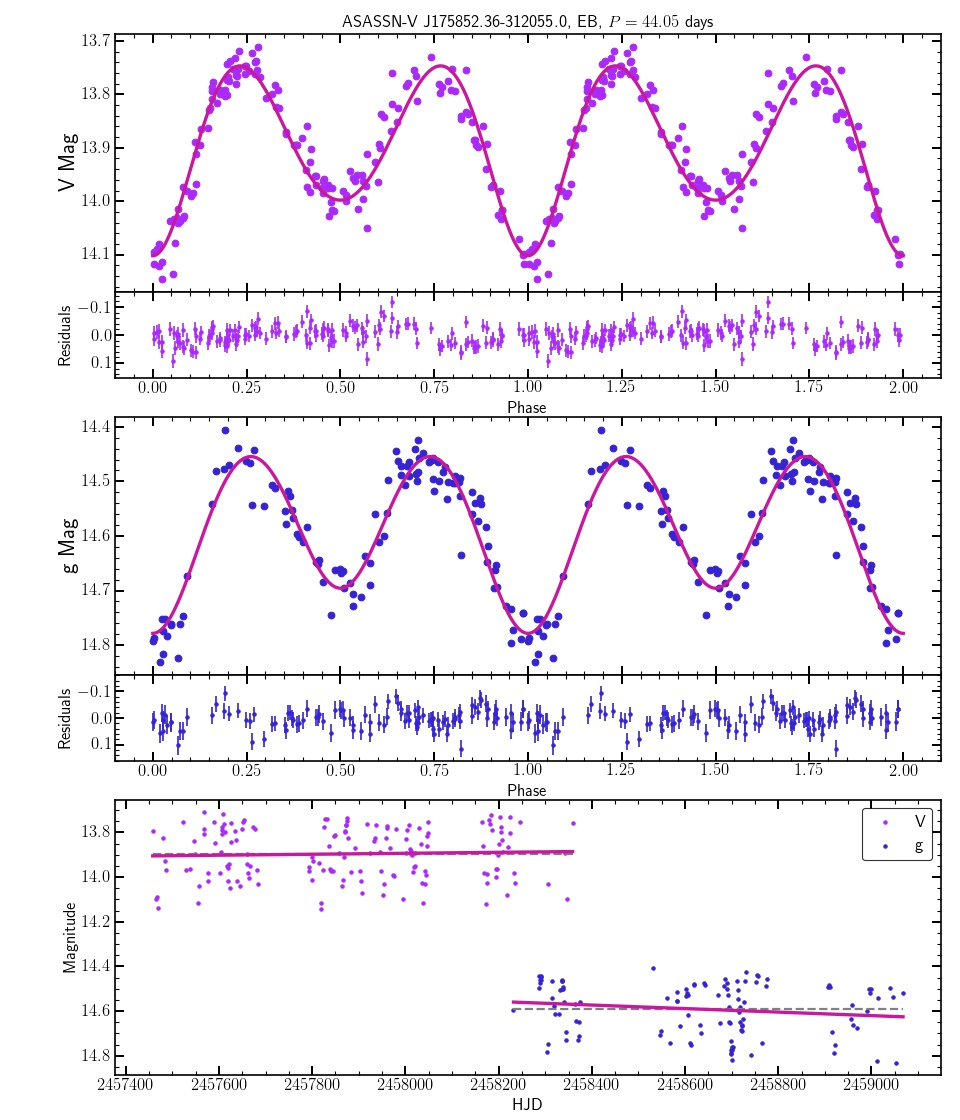 ASASSN-V J175852.36-312055.0, EB, P = 44.05 days
13.7
13.8
13.9
14.0
14.1
V Mag
−0.1
0.0
0.1
Residuals
0.00 0.25 0.50 0.75 1.00 1.25 1.50 1.75 2.00
Phase
14.4
14.5
14.6
14.7
14.8
g Mag
−0.1
0.0
0.1
Residuals
0.00 0.25 0.50 0.75 1.00 1.25 1.50 1.75 2.00
Phase
V
g
13.8
14.0
14.2
14.4
14.6
14.8
Magnitude
2457400 2457600 2457800 2458000 2458200 2458400 2458600 2458800 2459000
HJD